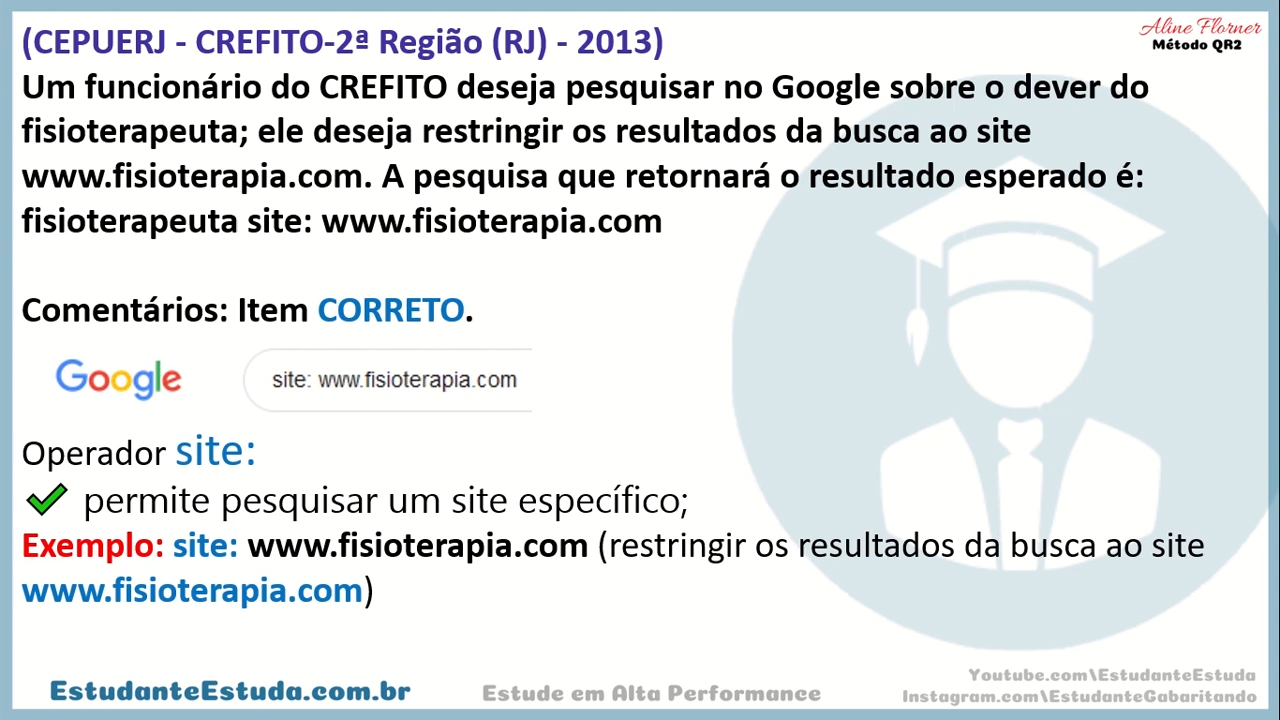 (CEPUERJ - CREFITO-2ª Região (RJ) - 2013)
Aline Florner
Método QR2
Um funcionário do CREFITO deseja pesquisar no Google sobre o dever do
fisioterapeuta; ele deseja restringir os resultados da busca ao site
www.fisioterapia.com. A pesquisa que retornará o resultado esperado é:
fisioterapeuta site: www.fisioterapia.com
Comentários: Item CORRETO.
Google site: www.fisioterapia.com
Operador site:
permite pesquisar um site específico;
Exemplo: site: www.fisioterapia.com (restringir os resultados da busca ao site
www.fisioterapia.com)
EstudanteEstuda.com.br
Estude em Alta Performance
Youtube.com\EstudanteEstuda
Instagram.com\EstudanteGabaritando